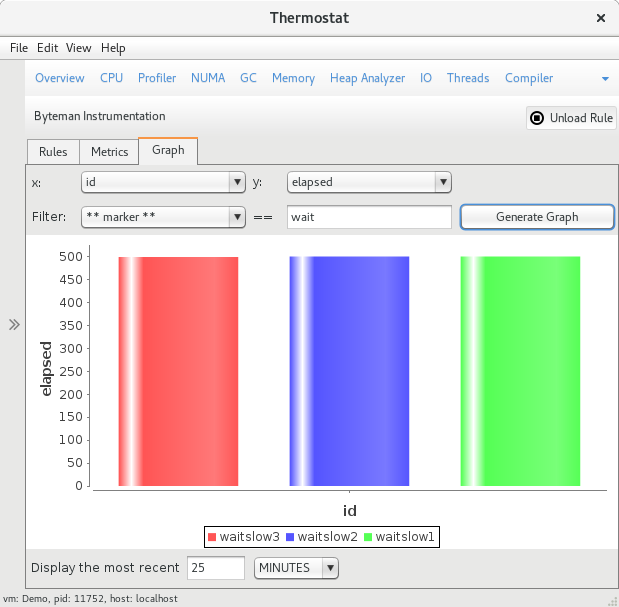 Thermostat
File Edit View Help
Overview CPU Profiler NUMA GC Memory Heap Analyzer IO Threads Compiler
Byteman Instrumentation
Unload Rule
Rules Metrics Graph
x: id y: elapsed
Filter: ** marker ** == wait Generate Graph
500
450
400
350
300
250
200
150
100
50
0
elapsed
id
waitslow3 waitslow2 waitslow1
Display the most recent 25 MINUTES
vm: Demo, pid: 11752, host: localhost